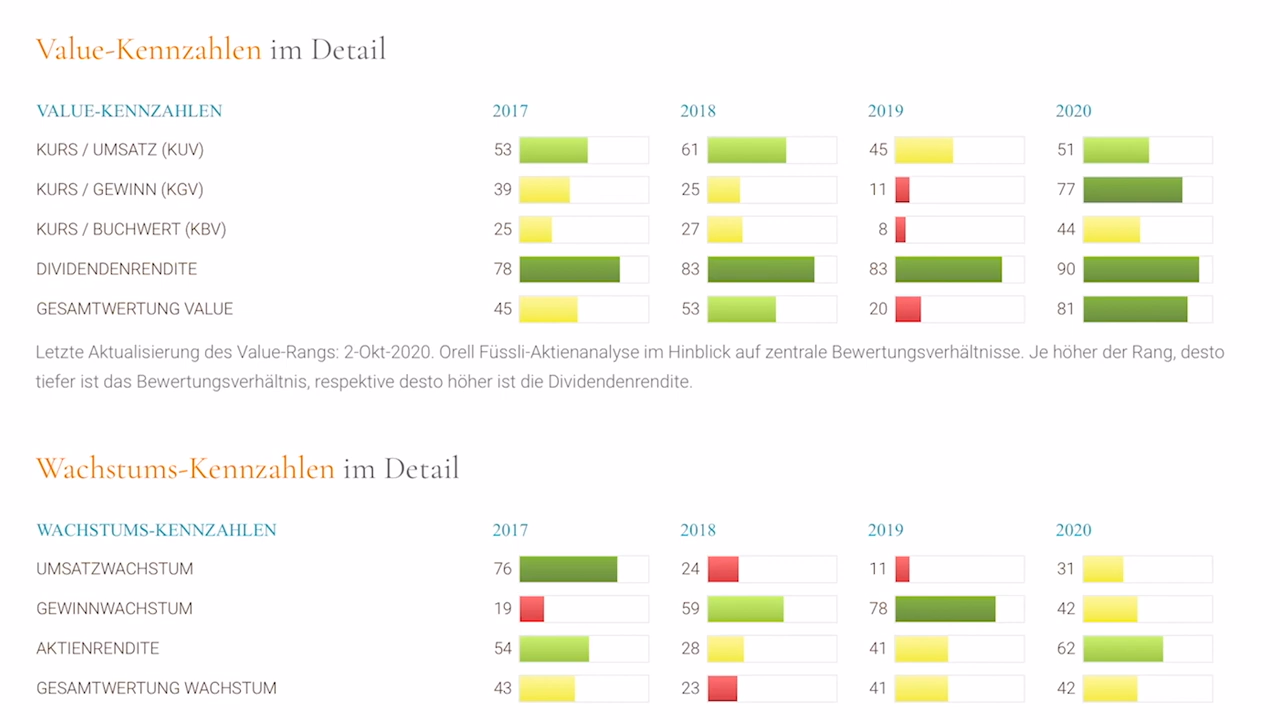 Value-Kennzahlen im Detail
VALUE-KENNZAHLEN 2017 2018 2019 2020
KURS / UMSATZ (KUV) 53 61 45 51
KURS / GEWINN (KGV) 39 25 11 77
KURS / BUCHWERT (KBV) 25 27 8 44
DIVIDENDENRENDITE 78 83 83 90
GESAMTWERTUNG VALUE 45 53 20 81
Letzte Aktualisierung des Value-Rangs: 2-Okt-2020. Orell Füssli-Aktienanalyse im Hinblick auf zentrale Bewertungsverhältnisse. Je höher der Rang, desto
tiefer ist das Bewertungsverhältnis, respektive desto höher ist die Dividendenrendite.
Wachstums-Kennzahlen im Detail
WACHSTUMS-KENNZAHLEN 2017 2018 2019 2020
UMSATZWACHSTUM 76 24 11 31
GEWINNWACHSTUM 19 59 78 42
AKTIENRENDITE 54 28 41 62
GESAMTWERTUNG WACHSTUM 43 23 41 42